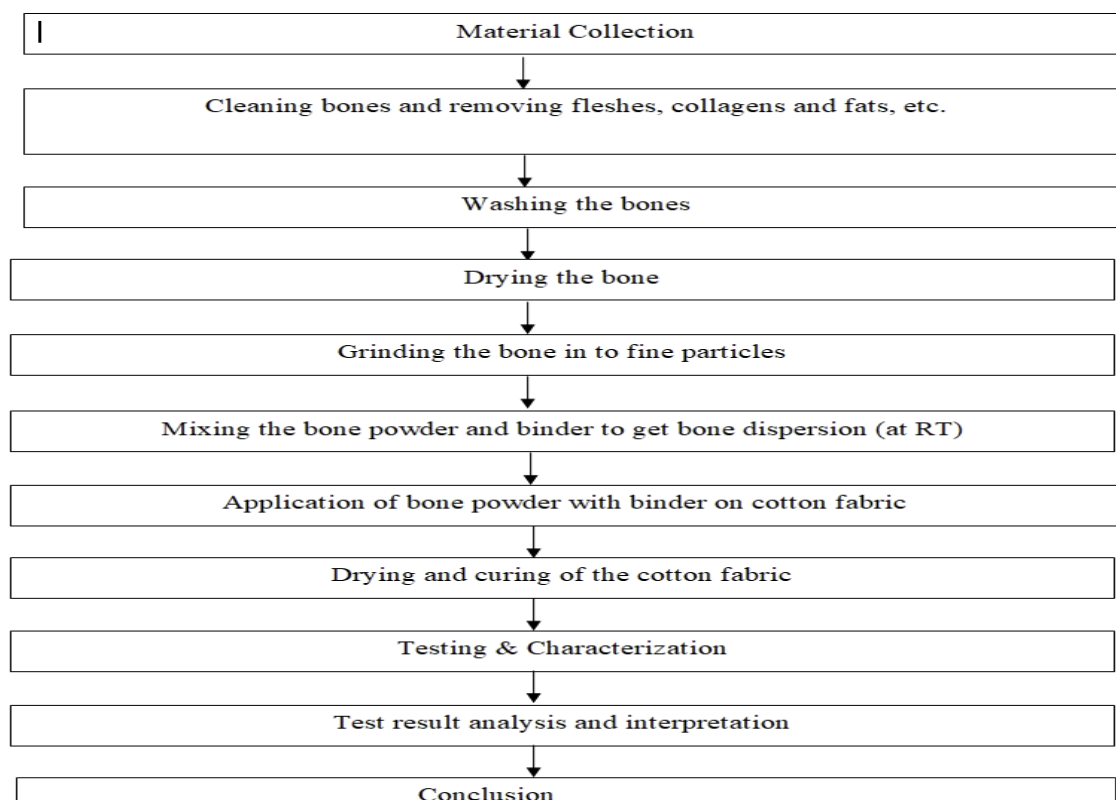 Material Collection
Cleaning bones and removing fleshes, collagens and fats, etc.
Washing the bones
Drying the bone
Grinding the bone in to fine particles
Mixing the bone powder and binder to get bone dispersion (at RT)
Application of bone powder with binder on cotton fabric
Drying and curing of the cotton fabric
Testing & Characterization
Test result analysis and interpretation
Conclusion